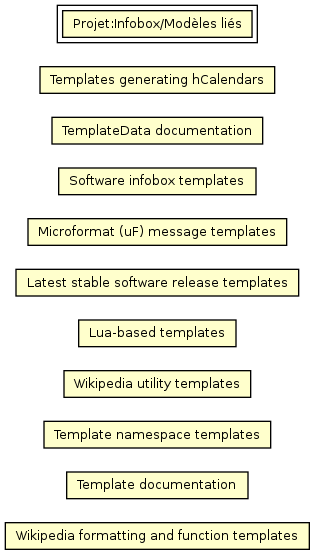 Projet:Infobox/Modèles liés
Templates generating hCalendars
TemplateData documentation
Software infobox templates
Microformat (uF) message templates
Latest stable software release templates
Lua-based templates
Wikipedia utility templates
Template namespace templates
Template documentation
Wikipedia formatting and function templates